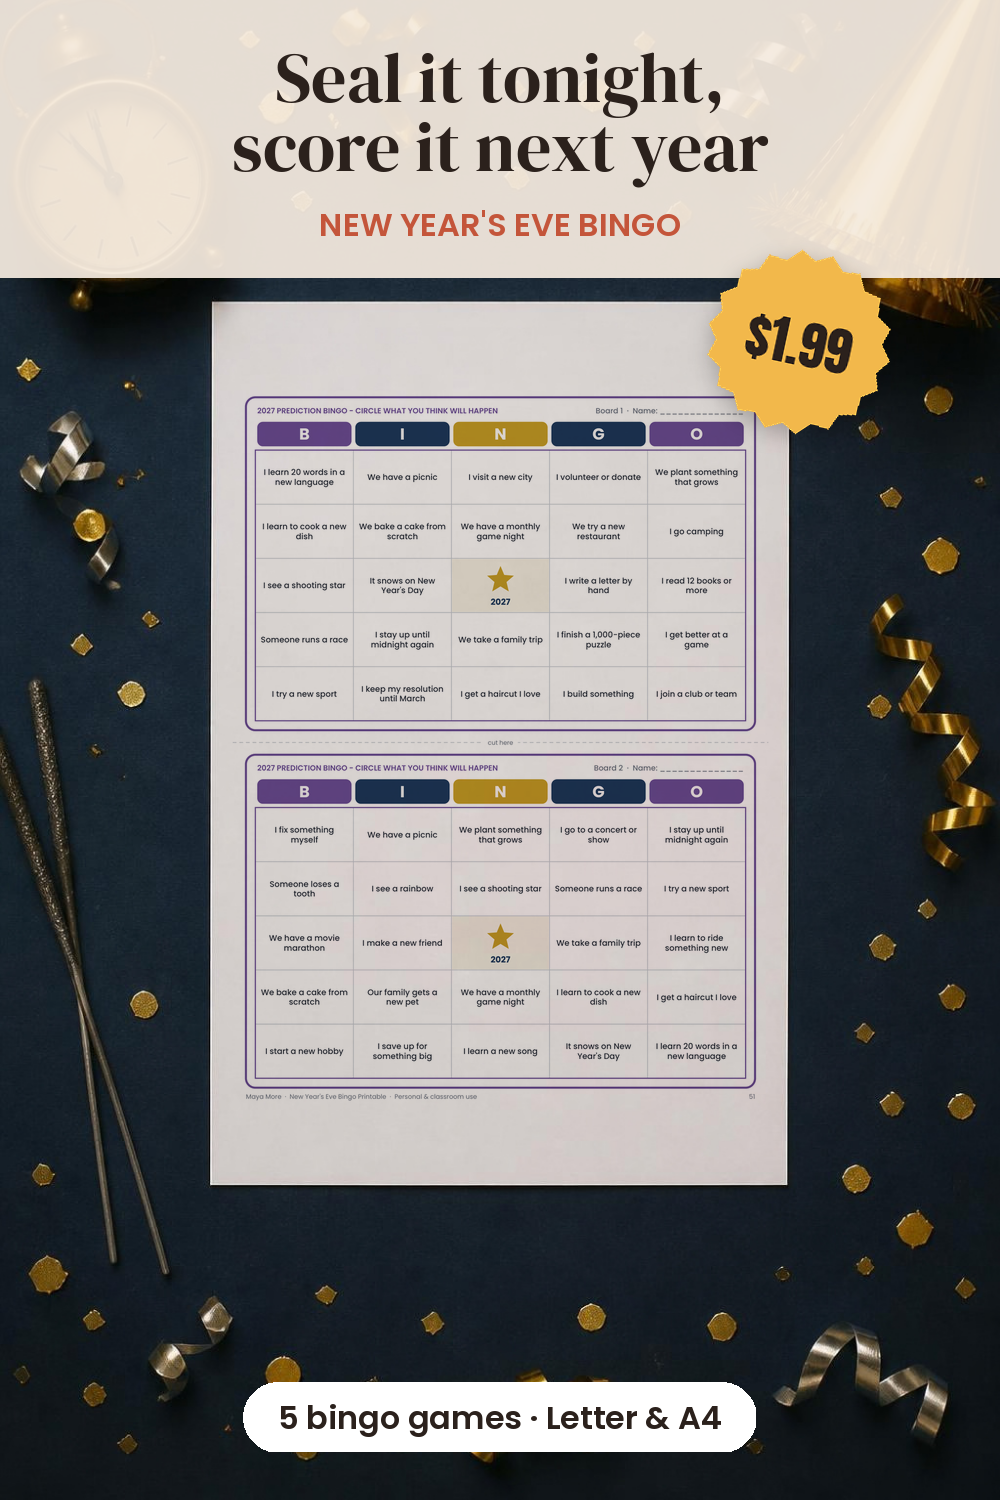 Seal it tonight,
score it next year
NEW YEAR'S EVE BINGO
$1.99
2027 PREDICTION BINGO - CIRCLE WHAT YOU THINK WILL HAPPEN
Board 1 · Name: _______________
B I N G O
I learn 20 words in a new language
We have a picnic
I visit a new city
I volunteer or donate
We plant something that grows
I learn to cook a new dish
We bake a cake from scratch
We have a monthly game night
We try a new restaurant
I go camping
I see a shooting star
It snows on New Year's Day
2027
I write a letter by hand
I read 12 books or more
Someone runs a race
I stay up until midnight again
We take a family trip
I finish a 1,000-piece puzzle
I get better at a game
I try a new sport
I keep my resolution until March
I get a haircut I love
I build something
I join a club or team
cut here
2027 PREDICTION BINGO - CIRCLE WHAT YOU THINK WILL HAPPEN
Board 2 · Name: _______________
B I N G O
I fix something myself
We have a picnic
We plant something that grows
I go to a concert or show
I stay up until midnight again
Someone loses a tooth
I see a rainbow
I see a shooting star
Someone runs a race
I try a new sport
We have a movie marathon
I make a new friend
2027
We take a family trip
I learn to ride something new
We bake a cake from scratch
Our family gets a new pet
We have a monthly game night
I learn to cook a new dish
I get a haircut I love
I start a new hobby
I save up for something big
I learn a new song
It snows on New Year's Day
I learn 20 words in a new language
Maya More · New Year's Eve Bingo Printable · Personal & classroom use
51
5 bingo games · Letter & A4